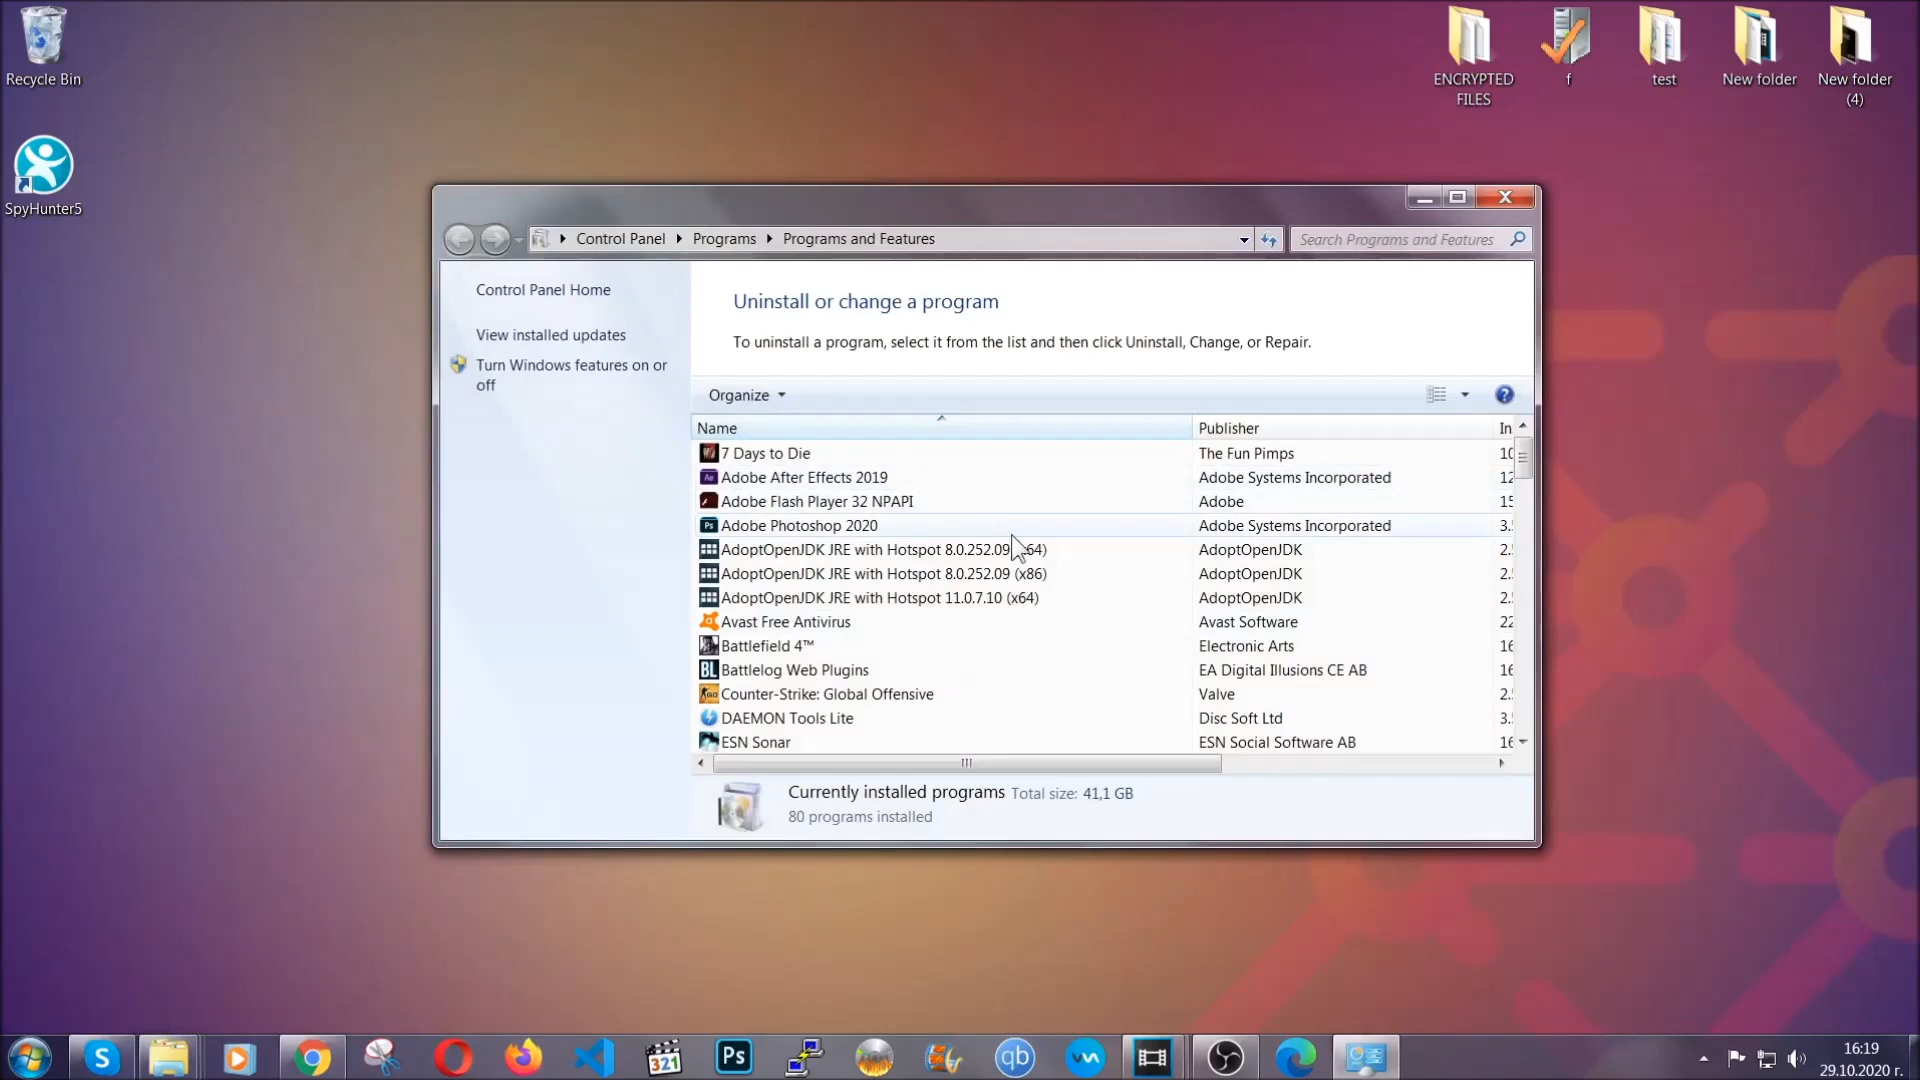 Recycle Bin
SpyHunter5
ENCRYPTED
FILES
f
test
New folder
New folder
(4)
Control Panel
Programs
Programs and Features
Search Programs and Features
Control Panel Home
View installed updates
Turn Windows features on or
off
Uninstall or change a program
To uninstall a program, select it from the list and then click Uninstall, Change, or Repair.
Organize
Name Publisher In
7 Days to Die The Fun Pimps 10
Adobe After Effects 2019 Adobe Systems Incorporated 12
Adobe Flash Player 32 NPAPI Adobe 15
Adobe Photoshop 2020 Adobe Systems Incorporated 3.
AdoptOpenJDK JRE with Hotspot 8.0.252.09 64) AdoptOpenJDK 2.
AdoptOpenJDK JRE with Hotspot 8.0.252.09 (x86) AdoptOpenJDK 2.
AdoptOpenJDK JRE with Hotspot 11.0.7.10 (x64) AdoptOpenJDK 2.
Avast Free Antivirus Avast Software 22
Battlefield 4™ Electronic Arts 16
BL Battlelog Web Plugins EA Digital Illusions CE AB 16
Counter-Strike: Global Offensive Valve 2.
DAEMON Tools Lite Disc Soft Ltd 3.
ESN Sonar ESN Social Software AB 16
Currently installed programs Total size: 41,1 GB
80 programs installed
S
321
Ps
qb
16:19
29.10.2020 г.